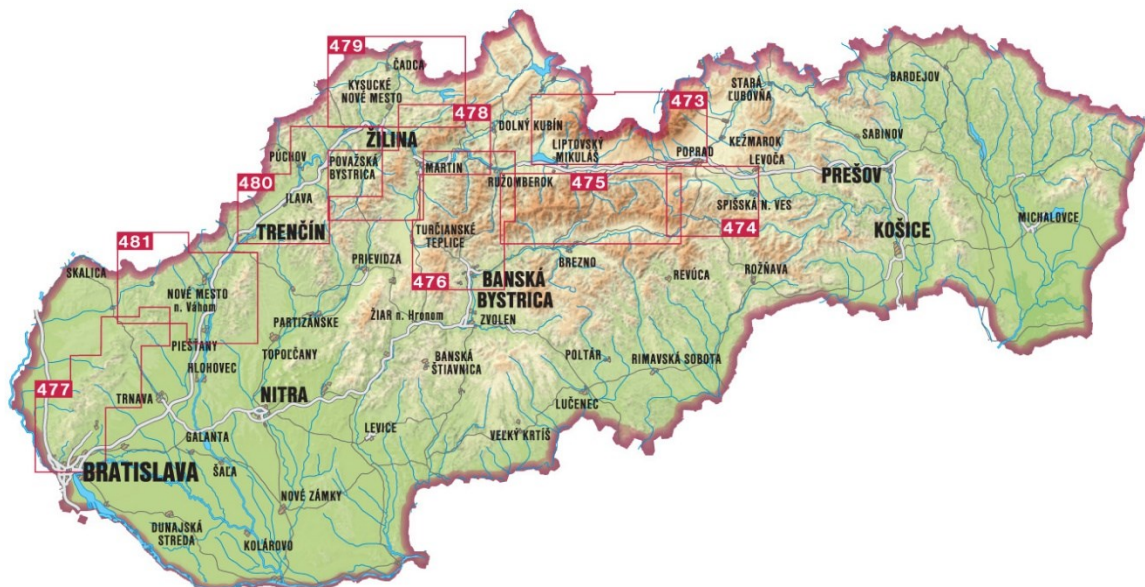 479
ČADCA
KYSUCKÉ
NOVÉ MESTO
478
ŽILINA
DOLNÝ KUBÍN
473
STARÁ
ĽUBOVŇA
BARDEJOV
PÚCHOV
POVAŽSKÁ
BYSTRICA
MARTIN
LIPTOVSKÝ
MIKULÁŠ
POPRAD
KEŽMAROK
LEVOČA
SABINOV
PREŠOV
480
ILAVA
RUŽOMBEROK
475
SPIŠSKÁ N. VES
474
MICHALOVCE
KOŠICE
481
TRENČÍN
TURČIANSKE
TEPLICE
SKALICA
PRIEVIDZA
476
BANSKÁ
BYSTRICA
BREZNO
REVÚCA
ROŽŇAVA
NOVÉ MESTO
n. Váhom
PARTIZÁNSKE
ŽIAR n. Hronom
ZVOLEN
PIEŠŤANY
TOPOĽČANY
BANSKÁ
ŠTIAVNICA
POLTÁR
RIMAVSKÁ SOBOTA
HLOHOVEC
477
TRNAVA
NITRA
LUČENEC
GALANTA
LEVICE
VEĽKÝ KRTÍŠ
BRATISLAVA
ŠAĽA
NOVÉ ZÁMKY
DUNAJSKÁ
STREDA
KOLÁROVO